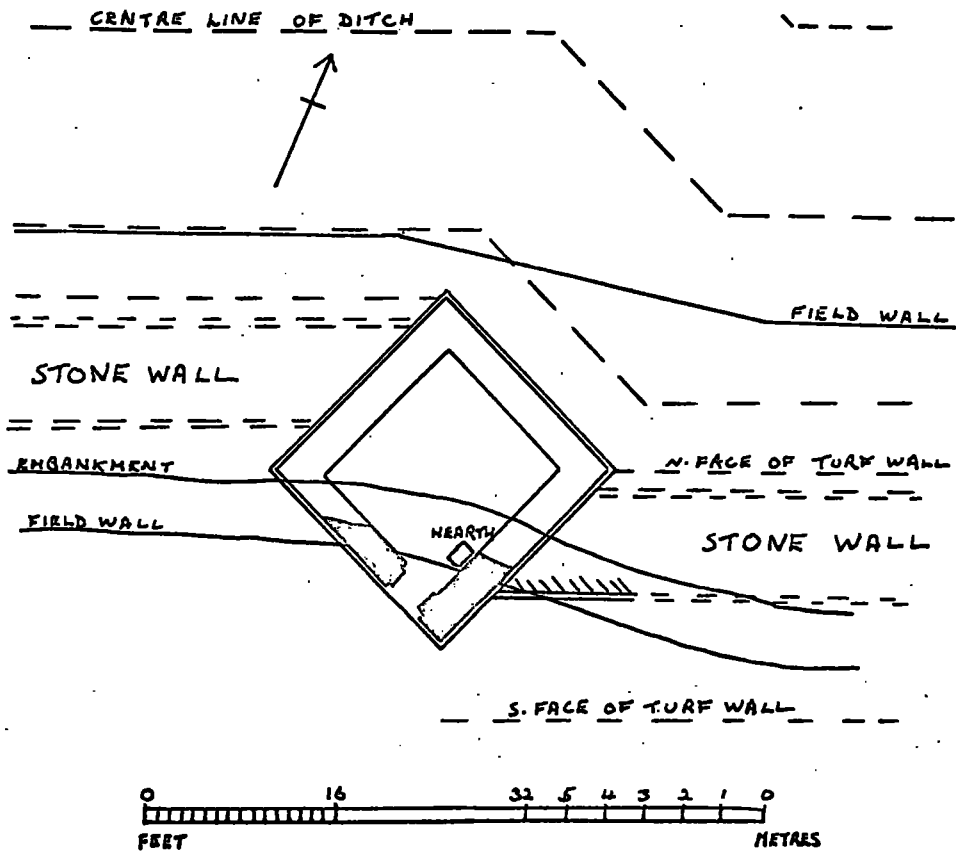 CENTRE LINE OF DITCH
FIELD WALL
STONE WALL
EMBANKMENT
N. FACE OF TURF WALL
FIELD WALL
HEARTH
STONE WALL
S. FACE OF TURF WALL
0 16 32 5 4 3 2 1 0
FEET METRES